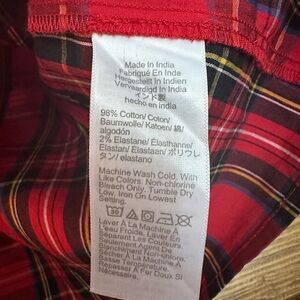 Made In India
Fabriqué En Inde
Hergestellt In Indien
Vervaardigd In India
インド製
hecho en india
98% Cotton/Coton/
Baumwolle/Katoen/綿/
algodón
2% Elastane/Elasthanne/
Elastan/Elastaan/ポリウレ
タン/elastano
Machine Wash Cold. With
Like Colors. Non-chlorine
Bleach Only. Tumble Dry
Low. Iron On Lowest
Setting.
30
Laver À La Machine À
L'eau Froide. Laver En
Séparant Les Couleurs.
Seulement Agent De
Blanchiment Non Chloré.
Basse Température.
Repasser À Fer Doux Si
Nécessaire.